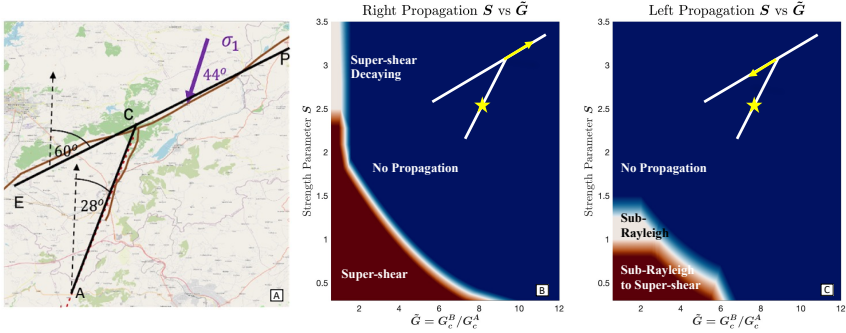 σ₁
44°
P
C
60°
E
28°
A
A
Right Propagation S vs G̃
Strength Parameter S
3.5
3
2.5
2
1.5
1
0.5
Super-shear
Decaying
No Propagation
Super-shear
B
2 4 6 8 10 12
G̃ = G_c^B/G_c^A
Left Propagation S vs G̃
Strength Parameter S
3.5
3
2.5
2
1.5
1
0.5
No Propagation
Sub-
Rayleigh
Sub-Rayleigh
to Super-shear
C
2 4 6 8 10 12
G̃ = G_c^B/G_c^A